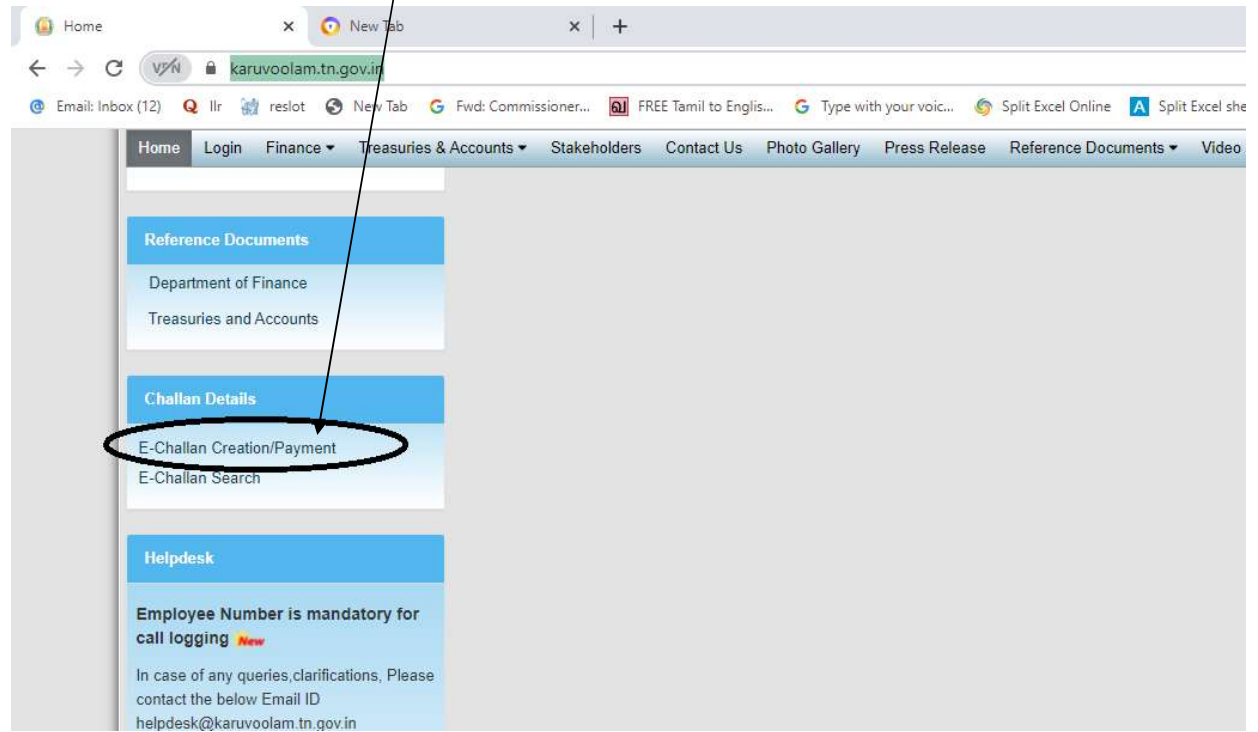 Home
New Tab
VPN
karuvoolam.tn.gov.in
Email: Inbox (12) llr reslot New Tab Fwd: Commissioner... FREE Tamil to Englis... Type with your voic... Split Excel Online Split Excel she
Home Login Finance Treasuries & Accounts Stakeholders Contact Us Photo Gallery Press Release Reference Documents Video
Reference Documents
Department of Finance
Treasuries and Accounts
Challan Details
E-Challan Creation/Payment
E-Challan Search
Helpdesk
Employee Number is mandatory for
call logging New
In case of any queries,clarifications, Please
contact the below Email ID
helpdesk@karuvoolam.tn.gov.in